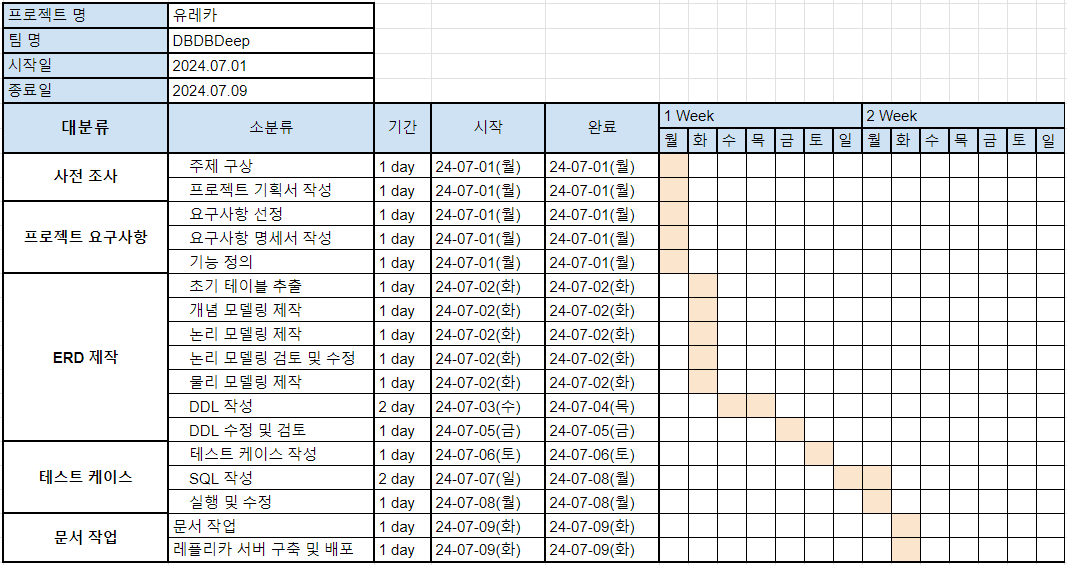 프로젝트 명 유레카
팀 명 DBDBDeep
시작일 2024.07.01
종료일 2024.07.09
대분류 소분류 기간 시작 완료 1 Week 2 Week
월 화 수 목 금 토 일 월 화 수 목 금 토 일
사전 조사
주제 구상 1 day 24-07-01(월) 24-07-01(월)
프로젝트 기획서 작성 1 day 24-07-01(월) 24-07-01(월)
프로젝트 요구사항
요구사항 선정 1 day 24-07-01(월) 24-07-01(월)
요구사항 명세서 작성 1 day 24-07-01(월) 24-07-01(월)
기능 정의 1 day 24-07-01(월) 24-07-01(월)
ERD 제작
초기 테이블 추출 1 day 24-07-02(화) 24-07-02(화)
개념 모델링 제작 1 day 24-07-02(화) 24-07-02(화)
논리 모델링 제작 1 day 24-07-02(화) 24-07-02(화)
논리 모델링 검토 및 수정 1 day 24-07-02(화) 24-07-02(화)
물리 모델링 제작 1 day 24-07-02(화) 24-07-02(화)
DDL 작성 2 day 24-07-03(수) 24-07-04(목)
DDL 수정 및 검토 1 day 24-07-05(금) 24-07-05(금)
테스트 케이스
테스트 케이스 작성 1 day 24-07-06(토) 24-07-06(토)
SQL 작성 2 day 24-07-07(일) 24-07-08(월)
실행 및 수정 1 day 24-07-08(월) 24-07-08(월)
문서 작업
문서 작업 1 day 24-07-09(화) 24-07-09(화)
레플리카 서버 구축 및 배포 1 day 24-07-09(화) 24-07-09(화)